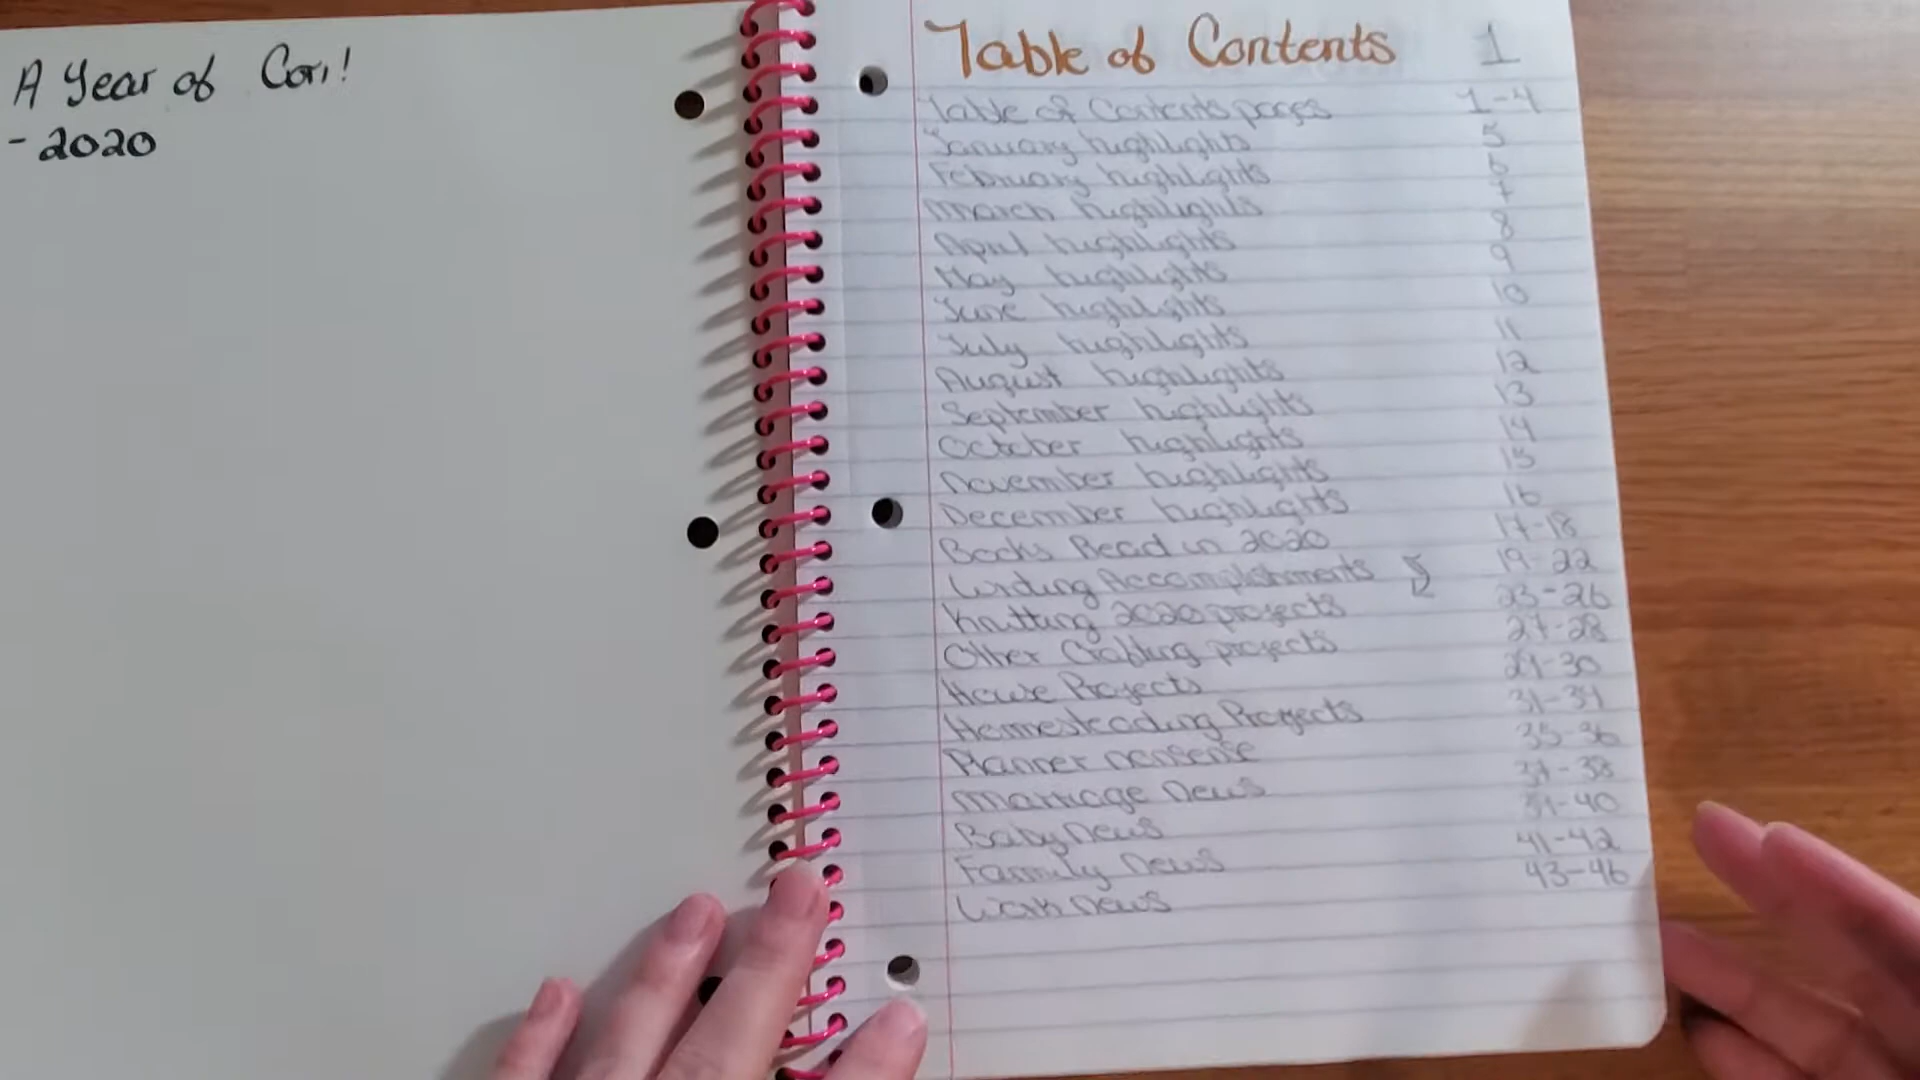 A Year of Cori!
- 2020
Table of Contents 1
Table of Contents pages 1-4
January highlights 5
February highlights 6
March highlights 7
April highlights 8
May highlights 9
June highlights 10
July highlights 11
August highlights 12
September highlights 13
October highlights 14
November highlights 15
December highlights 16
Books Read in 2020 17-18
Writing Accomplishments 19-22
Knitting 2020 projects 23-26
Other Crafting projects 27-28
House Projects 29-30
Homesteading Projects 31-34
Planner nonsense 35-36
Marriage news 37-38
Baby news 39-40
Family news 41-42
Work news 43-46